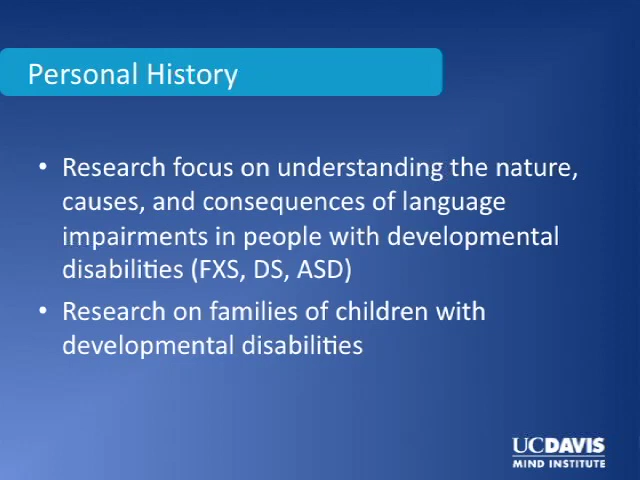 Personal History
• Research focus on understanding the nature,
causes, and consequences of language
impairments in people with developmental
disabilities (FXS, DS, ASD)
• Research on families of children with
developmental disabilities
UCDAVIS
MIND INSTITUTE